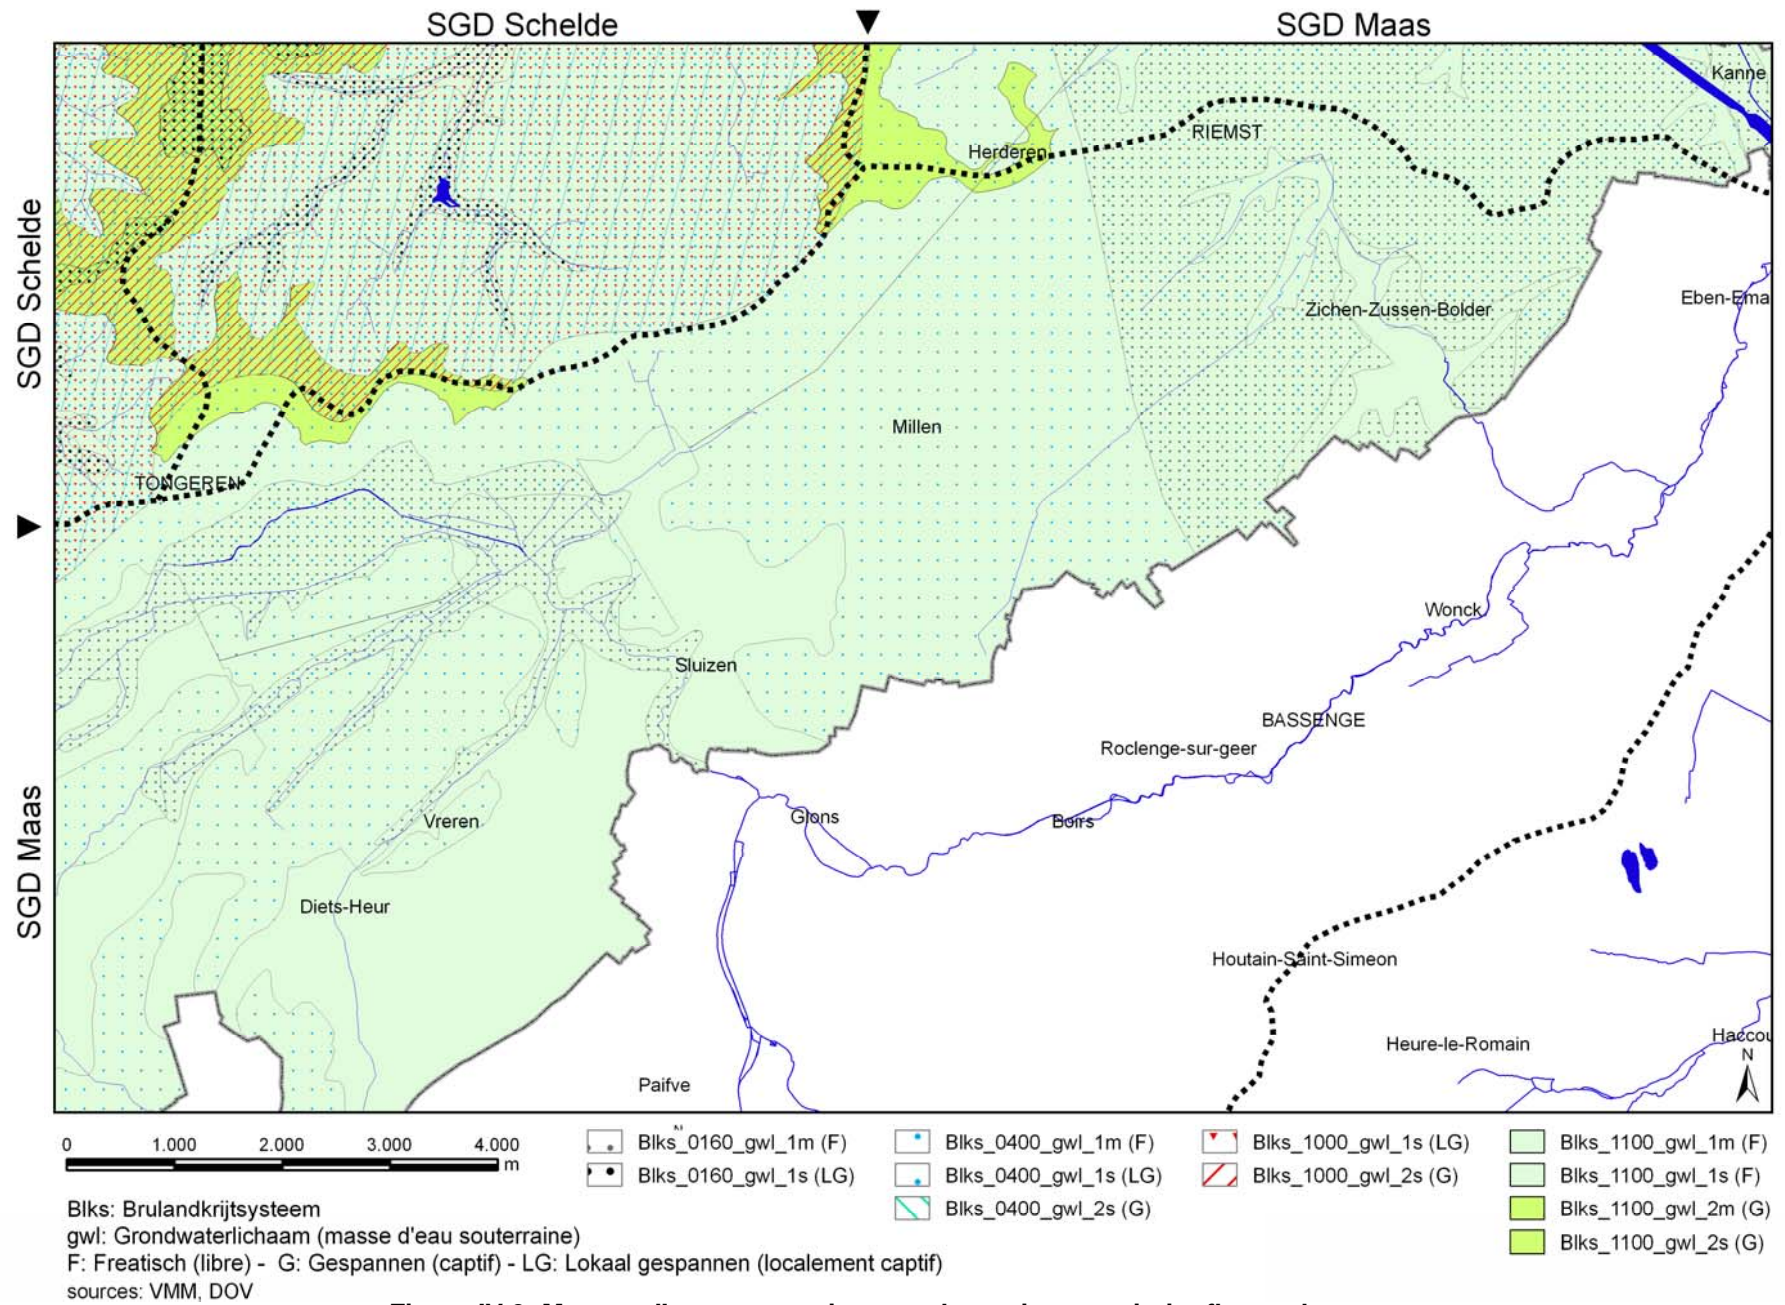 SGD Schelde
SGD Maas
SGD Schelde
SGD Maas
Kanne
RIEMST
Herderen
Zichen-Zussen-Bolder
Eben-Ema
Millen
TONGEREN
Wonck
Sluizen
BASSENGE
Roclenge-sur-geer
Vreren
Glons
Boirs
Diets-Heur
Houtain-Saint-Simeon
Heure-le-Romain
Haccou
N
Paifve
N
0 1.000 2.000 3.000 4.000
m
Blks_0160_gwl_1m (F)
Blks_0160_gwl_1s (LG)
Blks_0400_gwl_1m (F)
Blks_0400_gwl_1s (LG)
Blks_0400_gwl_2s (G)
Blks_1000_gwl_1s (LG)
Blks_1000_gwl_2s (G)
Blks_1100_gwl_1m (F)
Blks_1100_gwl_1s (F)
Blks_1100_gwl_2m (G)
Blks_1100_gwl_2s (G)
Blks: Brulandkrijtsysteem
gwl: Grondwaterlichaam (masse d'eau souterraine)
F: Freatisch (libre) - G: Gespannen (captif) - LG: Lokaal gespannen (localement captif)
sources: VMM, DOV